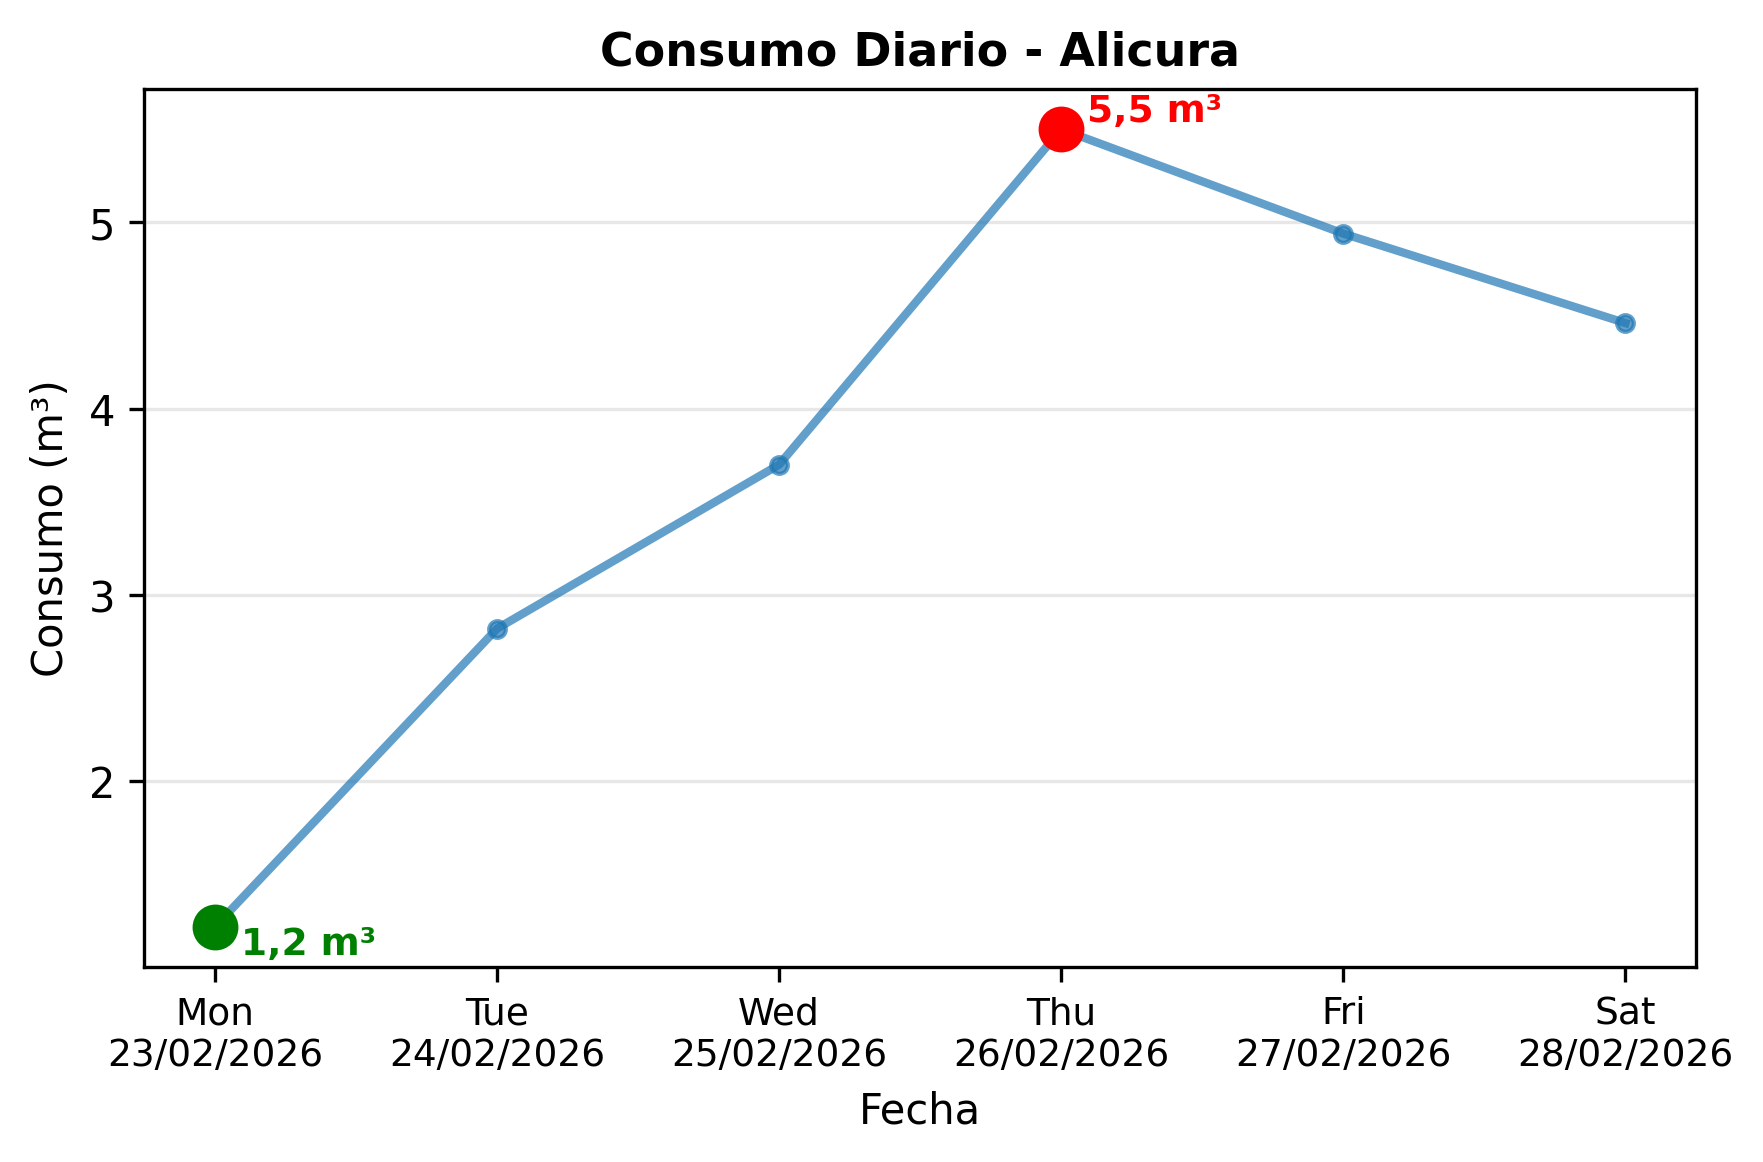 Consumo Diario - Alicura
5,5 m³
5
4
3
2
Consumo (m³)
1,2 m³
Mon Tue Wed Thu Fri Sat
23/02/2026 24/02/2026 25/02/2026 26/02/2026 27/02/2026 28/02/2026
Fecha